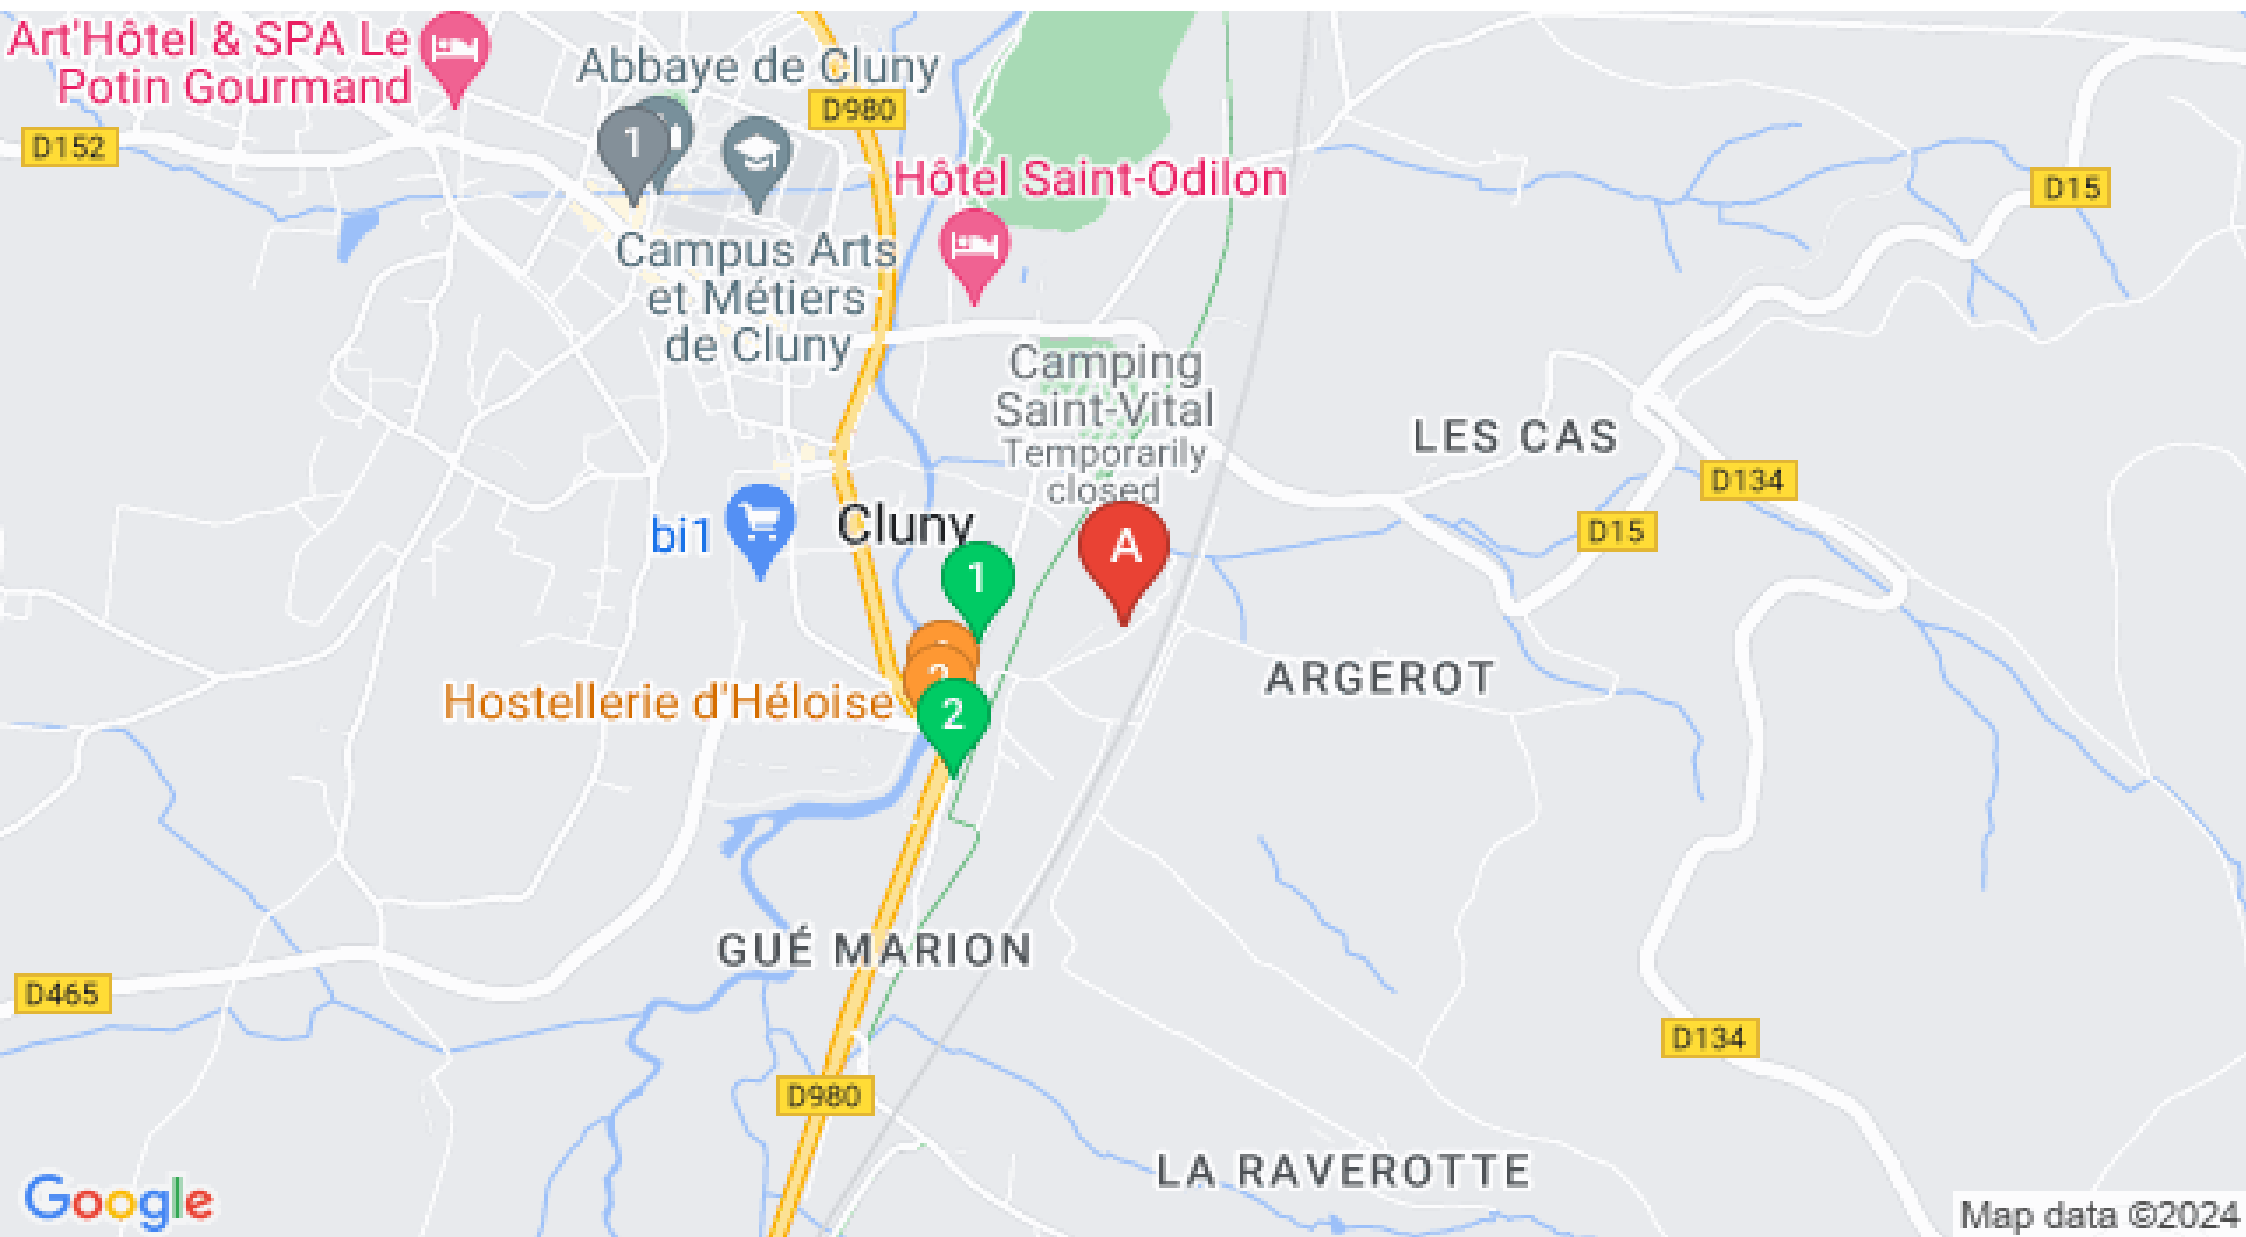 Art'Hôtel & SPA Le
Potin Gourmand
Abbaye de Cluny
D980
D152
1
Hôtel Saint-Odilon
D15
Campus Arts
et Métiers
de Cluny
Camping
Saint-Vital
Temporarily
closed
LES CAS
D134
D15
bi1
Cluny
A
1
ARGEROT
Hostellerie d'Héloïse
2
GUÉ MARION
D465
D134
D980
LA RAVEROTTE
Google
Map data ©2024